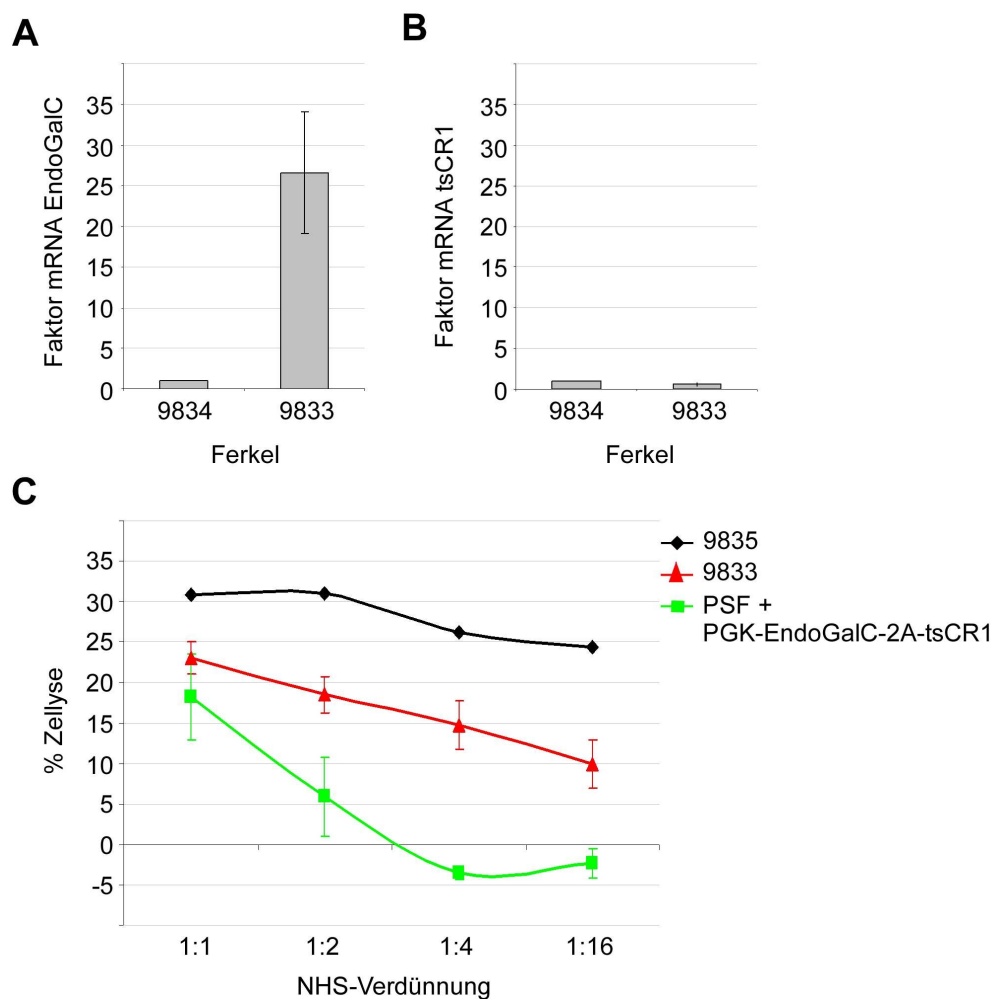 A
Faktor mRNA EndoGalC
35
30
25
20
15
10
5
0
9834 9833
Ferkel
B
Faktor mRNA tsCR1
35
30
25
20
15
10
5
0
9834 9833
Ferkel
C
% Zellyse
35
30
25
20
15
10
5
0
-5
1:1 1:2 1:4 1:16
NHS-Verdünnung
9835
9833
PSF +
PGK-EndoGalC-2A-tsCR1